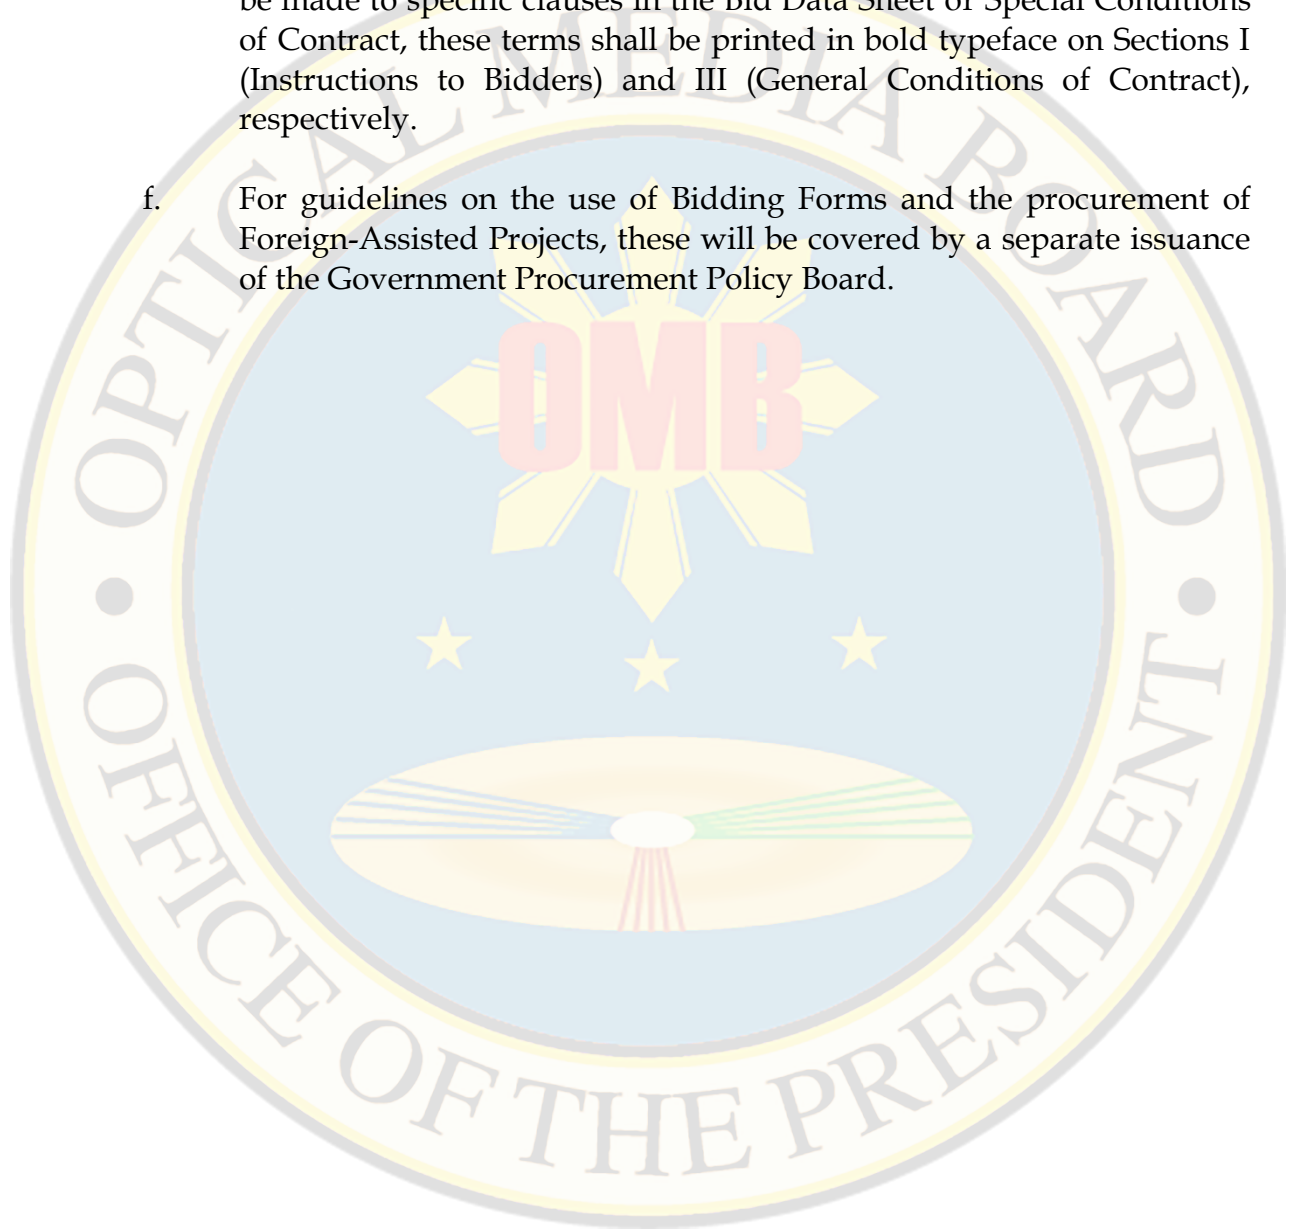 be made to specific clauses in the Bid Data Sheet or Special Conditions
of Contract, these terms shall be printed in bold typeface on Sections I
(Instructions to Bidders) and III (General Conditions of Contract),
respectively.
f. For guidelines on the use of Bidding Forms and the procurement of
Foreign-Assisted Projects, these will be covered by a separate issuance
of the Government Procurement Policy Board.
OPTICAL MEDIA BOARD
OMB
• OFFICE OF THE PRESIDENT •